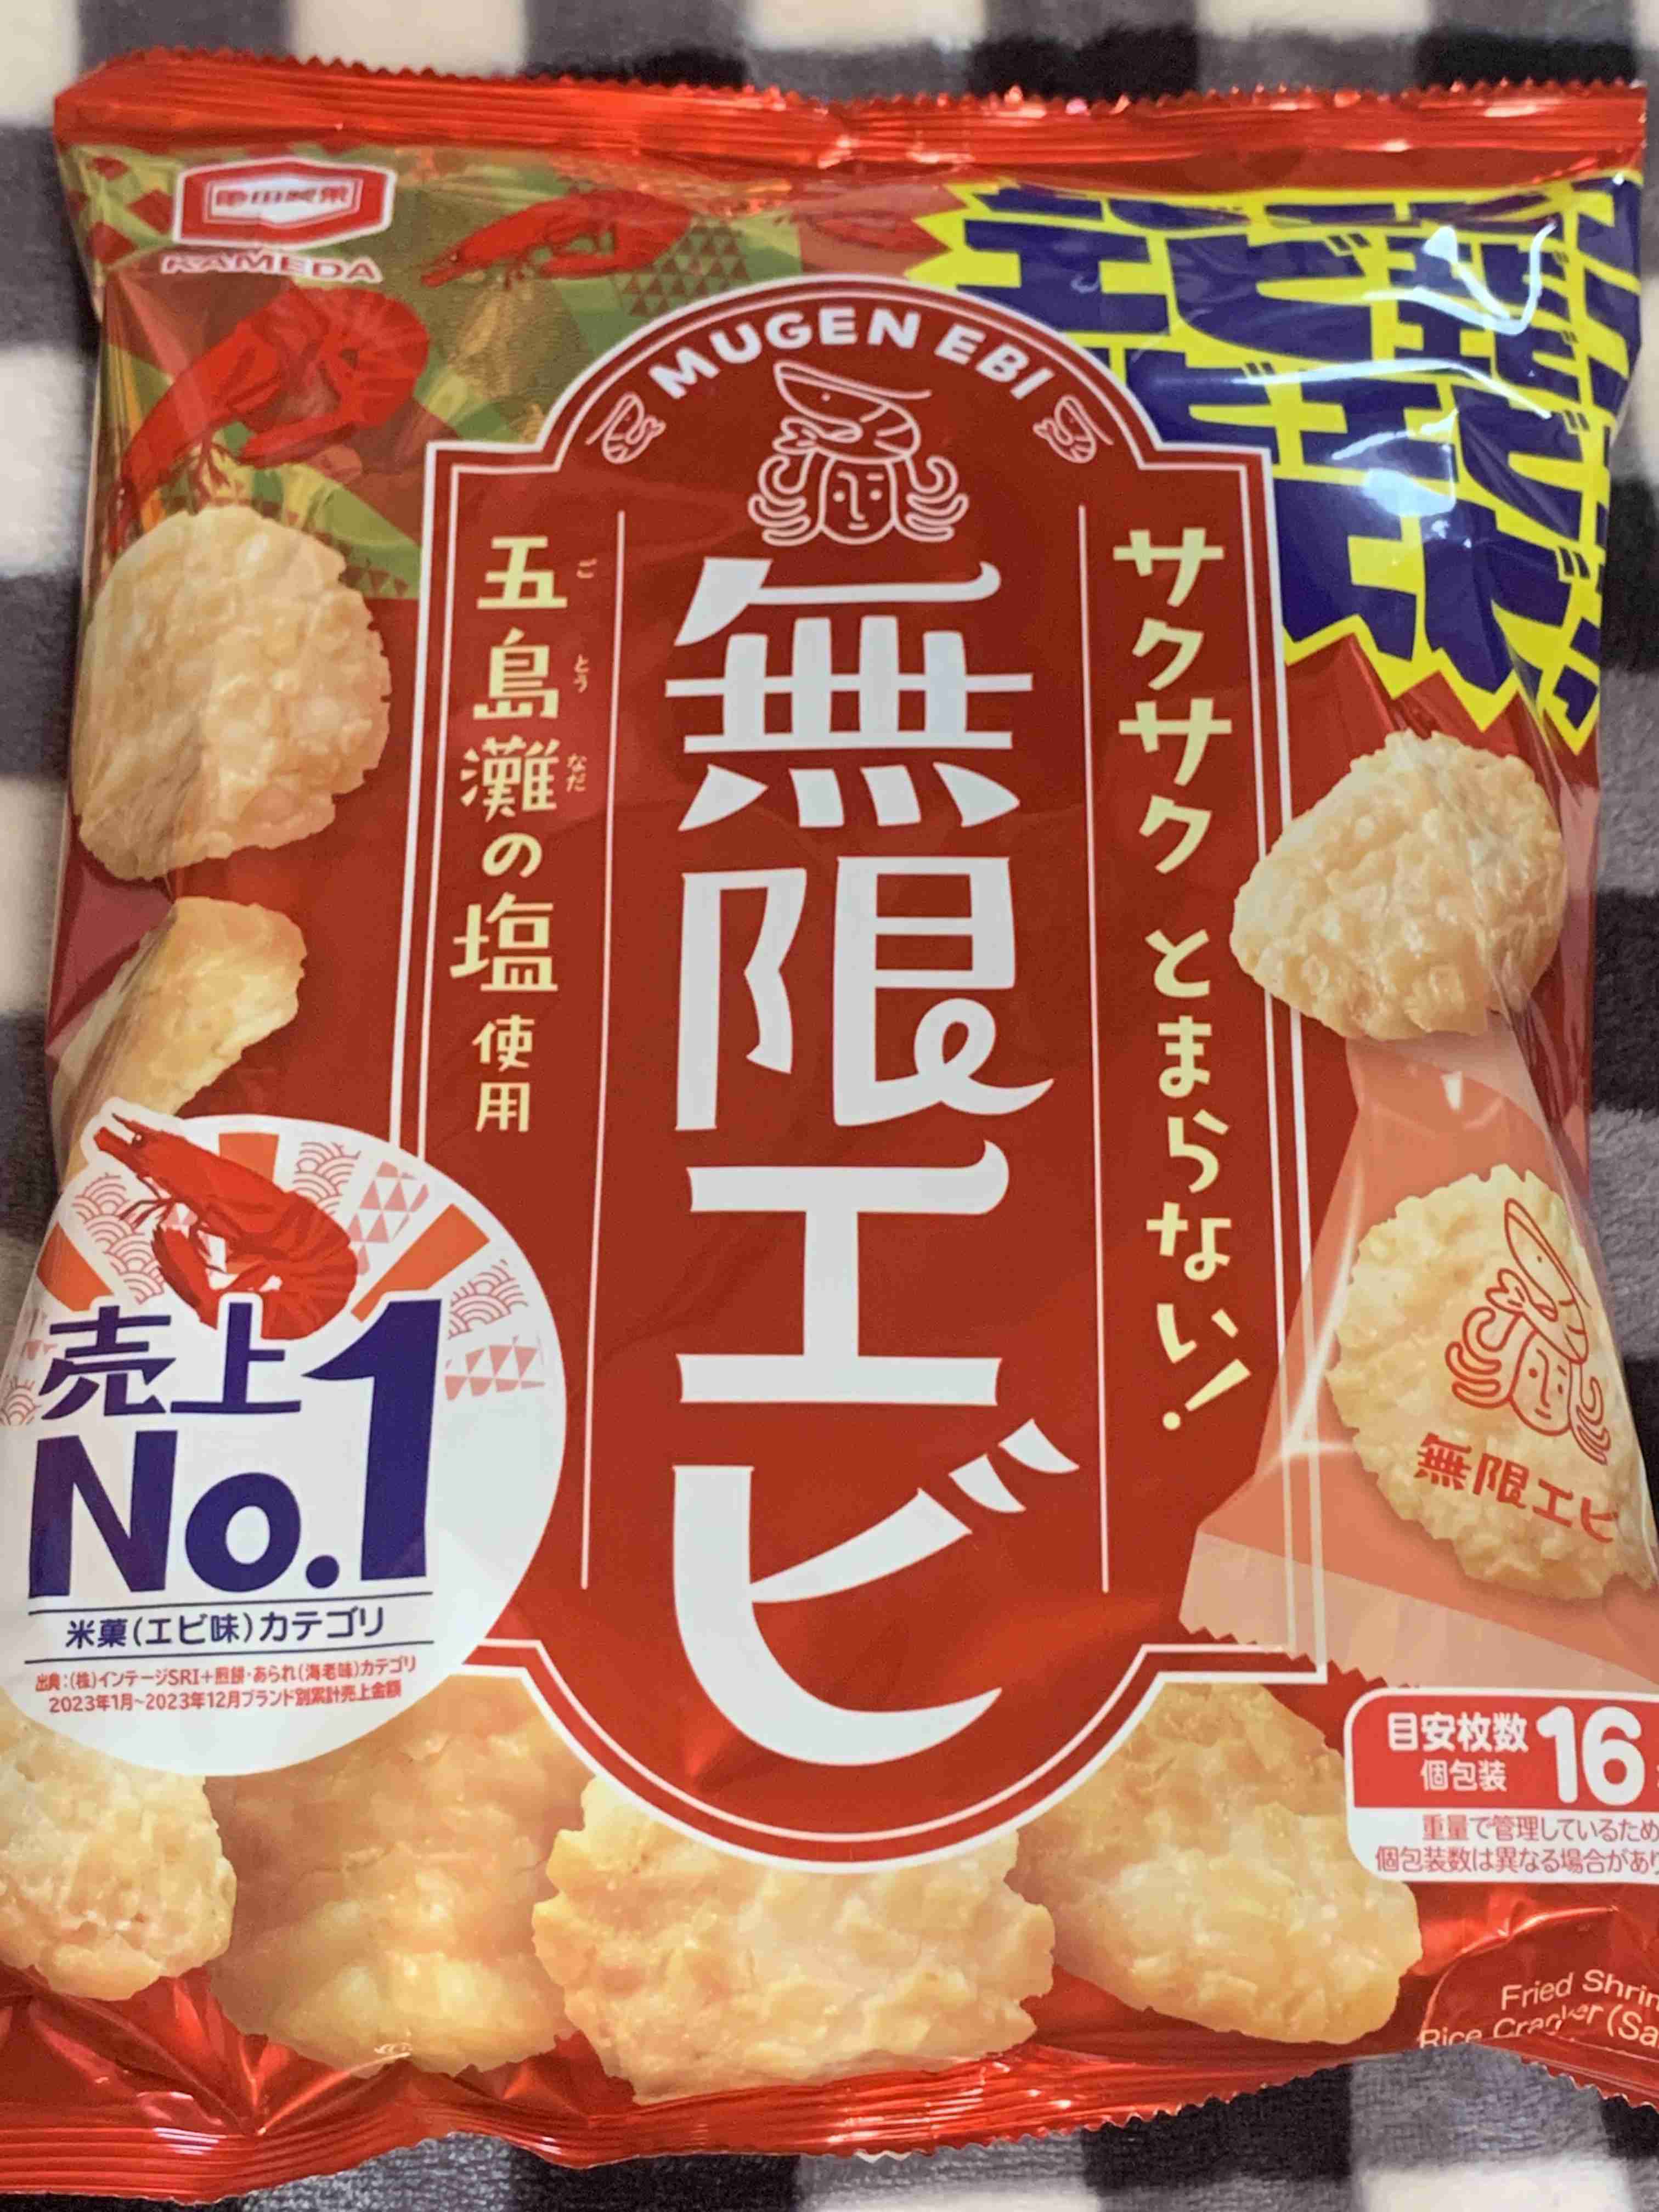 亀田製菓
KAMEDA
MUGEN EBI
サクサクとまらない!
無限エビ
五島灘の塩使用
ごとうなだ
売上
No.1
米菓(エビ味)カテゴリ
出典:(株)インテージSRI+煎餅・あられ(海老味)カテゴリ
2023年1月~2023年12月ブランド別累計売上金額
無限エビ
目安枚数
個包装
16
重量で管理しているため
個包装数は異なる場合があり
Fried Shrim
Rice Cracker (Sa